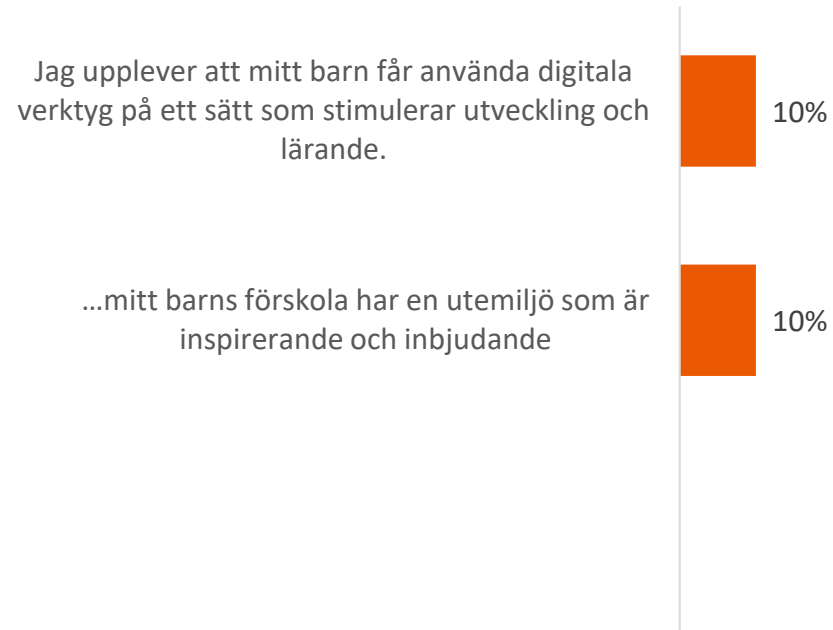 Jag upplever att mitt barn får använda digitala
verktyg på ett sätt som stimulerar utveckling och
lärande.
10%
…mitt barns förskola har en utemiljö som är
inspirerande och inbjudande
10%